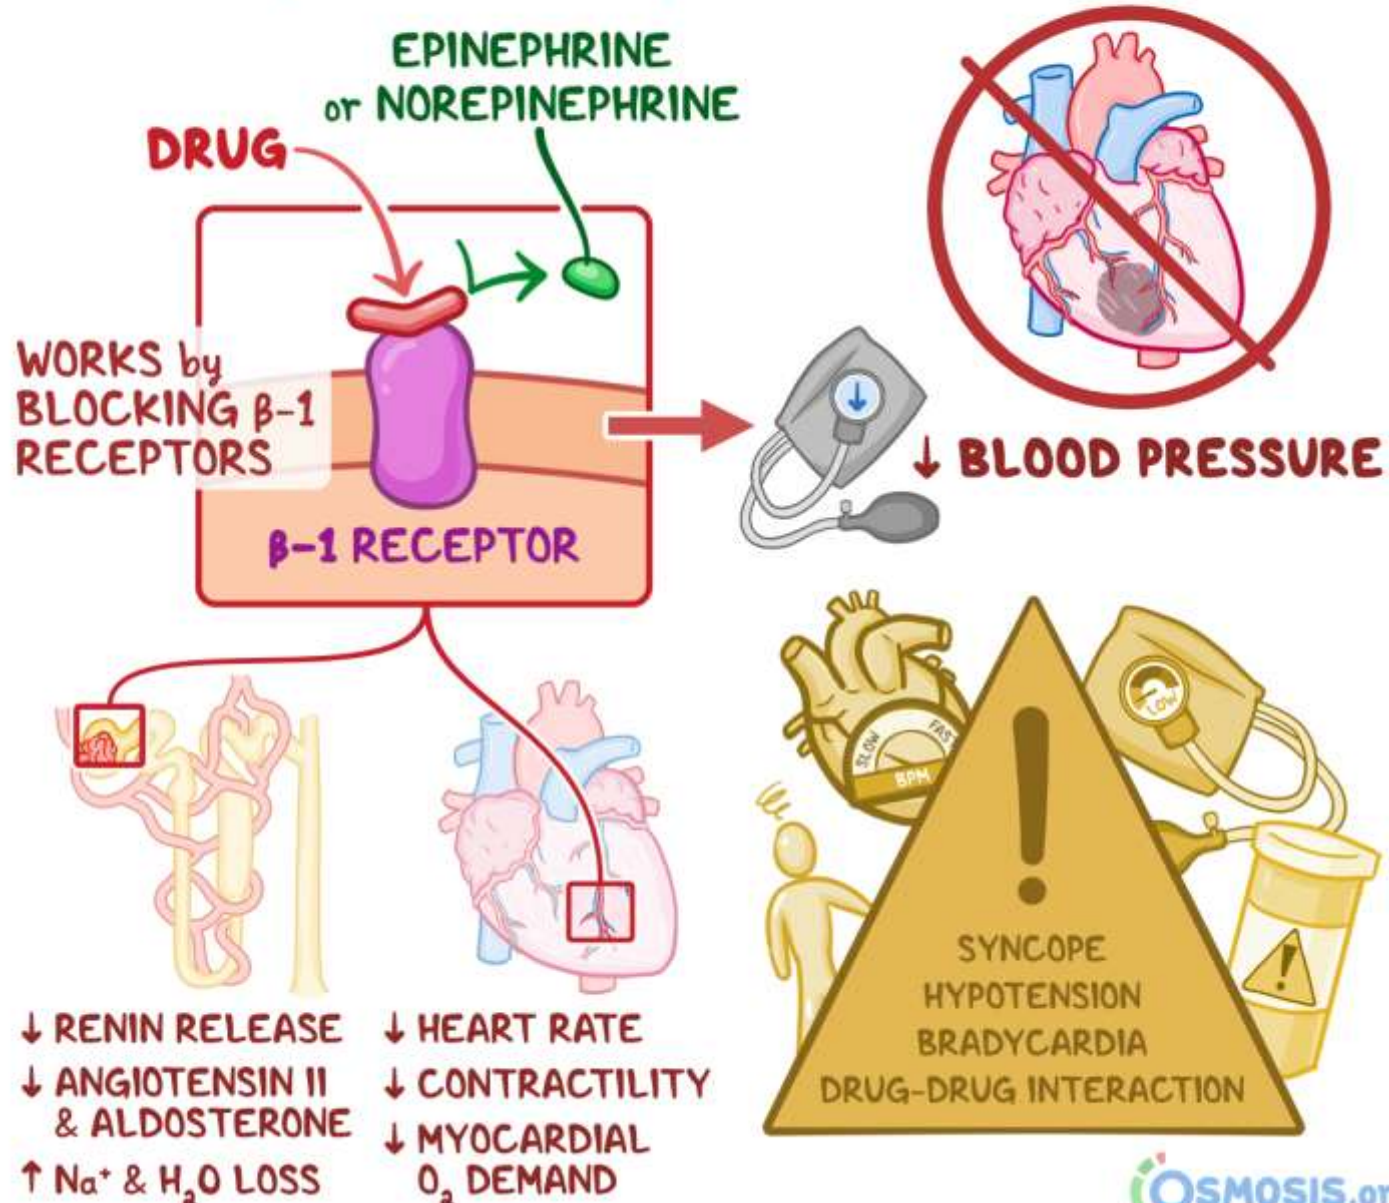 EPINEPHRINE
or NOREPINEPHRINE
DRUG
WORKS by
BLOCKING β-1
RECEPTORS
β-1 RECEPTOR
↓ BLOOD PRESSURE
↓ RENIN RELEASE
↓ ANGIOTENSIN II
& ALDOSTERONE
↑ Na⁺ & H₂O LOSS
↓ HEART RATE
↓ CONTRACTILITY
↓ MYOCARDIAL
O₂ DEMAND
SLOW
FAST
BPM
LOW
!
SYNCOPE
HYPOTENSION
BRADYCARDIA
DRUG-DRUG INTERACTION
!
OSMOSIS.or